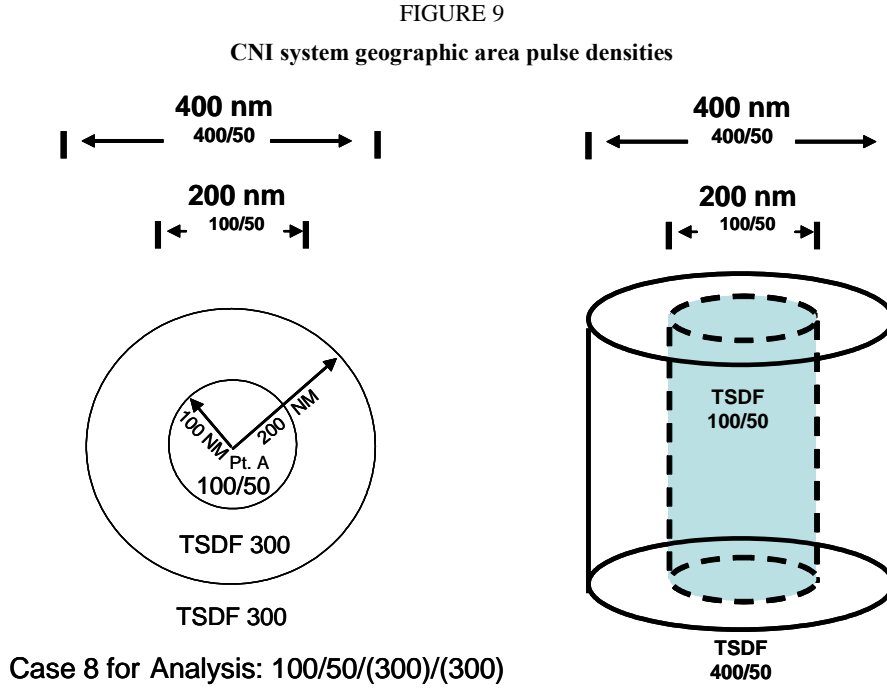 FIGURE 9
CNI system geographic area pulse densities
400 nm
400/50
200 nm
100/50
100 NM
200 NM
Pt. A
100/50
TSDF 300
TSDF 300
Case 8 for Analysis: 100/50/(300)/(300)
400 nm
400/50
200 nm
100/50
TSDF
100/50
TSDF
400/50